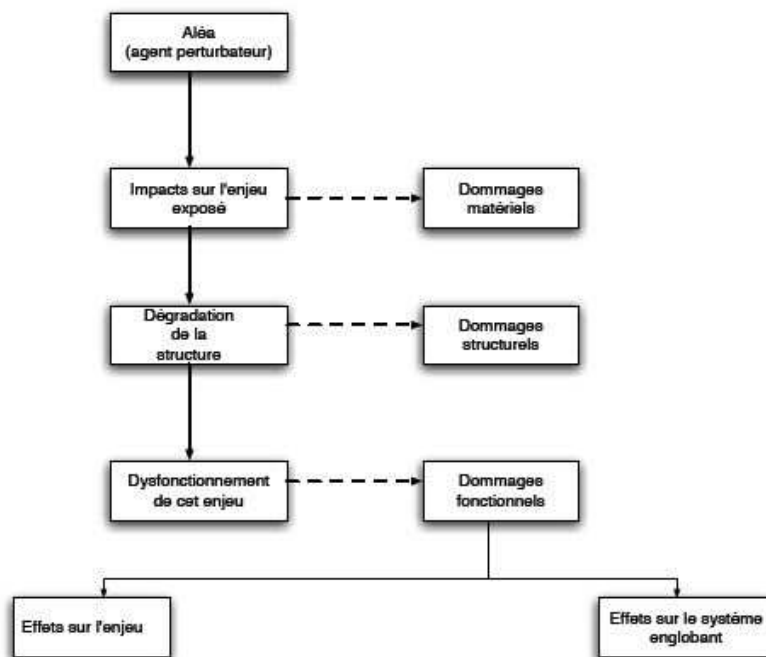 Aléa
(agent perturbateur)
Impacts sur l'enjeu
exposé
Dommages
matériels
Dégradation
de la
structure
Dommages
structurels
Dysfonctionnement
de cet enjeu
Dommages
fonctionnels
Effets sur l'enjeu
Effets sur le système
englobant